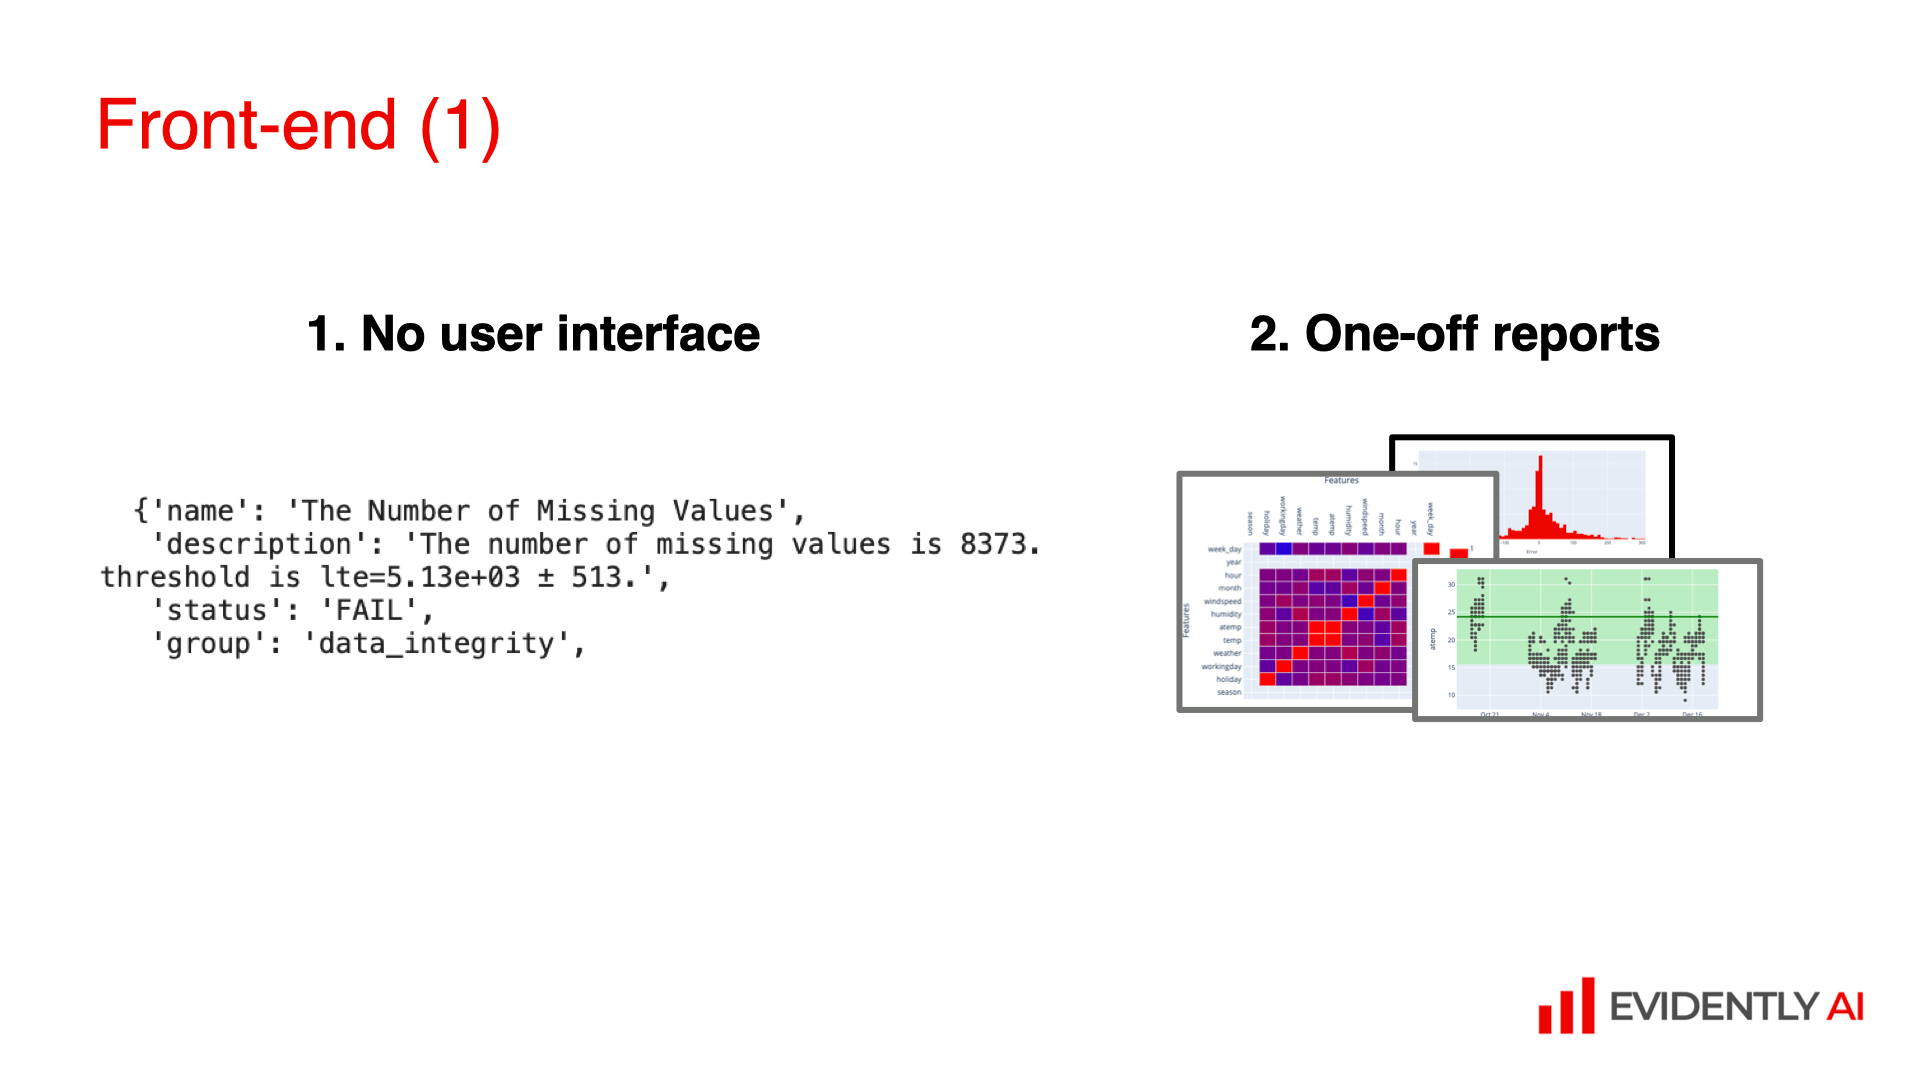 Front-end (1)
1. No user interface
{'name': 'The Number of Missing Values',
'description': 'The number of missing values is 8373.
threshold is lte=5.13e+03 ± 513.',
'status': 'FAIL',
'group': 'data_integrity',
2. One-off reports
Error
Features
season
holiday
workingday
weather
temp
atemp
humidity
windspeed
month
hour
year
week_day
1
Features
week_day
year
hour
month
windspeed
humidity
atemp
temp
weather
workingday
holiday
season
atemp
30
25
20
15
10
Oct 21
Nov 4
Nov 18
Dec 2
Dec 16
EVIDENTLY AI